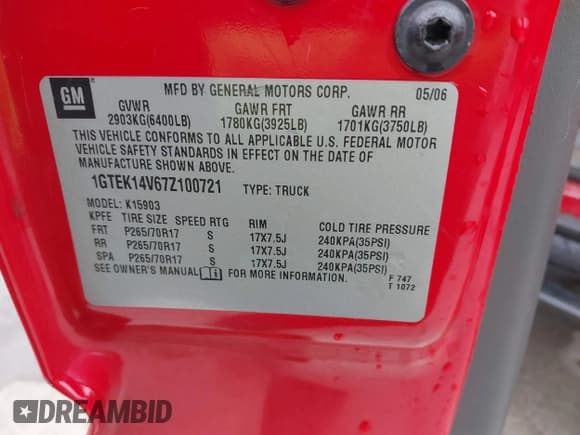 GM
MFD BY GENERAL MOTORS CORP. 05/06
GVWR GAWR FRT GAWR RR
2903KG(6400LB) 1780KG(3925LB) 1701KG(3750LB)
THIS VEHICLE CONFORMS TO ALL APPLICABLE U.S. FEDERAL MOTOR
VEHICLE SAFETY STANDARDS IN EFFECT ON THE DATE OF
MANUFACTURE SHOWN ABOVE.
1GTEK14V67Z100721 TYPE: TRUCK
MODEL: K15903
KPFE TIRE SIZE SPEED RTG RIM COLD TIRE PRESSURE
FRT P265/70R17 S 17X7.5J 240KPA(35PSI)
RR P265/70R17 S 17X7.5J 240KPA(35PSI)
SPA P265/70R17 S 17X7.5J 240KPA(35PSI)
SEE OWNER'S MANUAL FOR MORE INFORMATION.
F 747
T 1072
DREAMBID